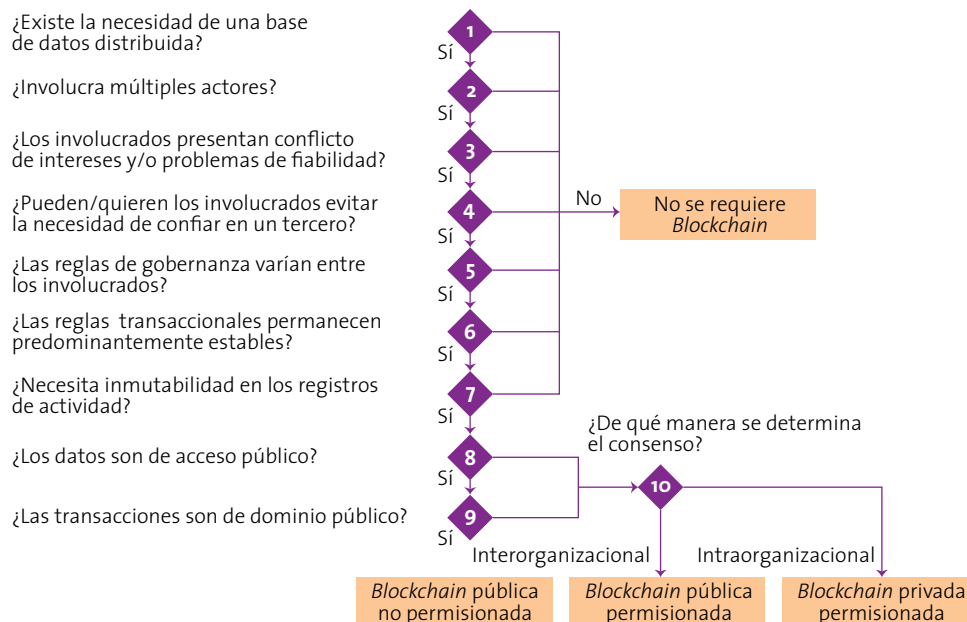 ¿Existe la necesidad de una base
de datos distribuida?
1
Sí
¿Involucra múltiples actores?
2
Sí
¿Los involucrados presentan conflicto
de intereses y/o problemas de fiabilidad?
3
Sí
¿Pueden/quieren los involucrados evitar
la necesidad de confiar en un tercero?
4
Sí
No
No se requiere
Blockchain
¿Las reglas de gobernanza varían entre
los involucrados?
5
Sí
¿Las reglas transaccionales permanecen
predominantemente estables?
6
Sí
¿Necesita inmutabilidad en los registros
de actividad?
7
Sí
¿Los datos son de acceso público?
8
Sí
¿Las transacciones son de dominio público?
9
Sí
¿De qué manera se determina
el consenso?
10
Interorganizacional
Intraorganizacional
Blockchain pública
no permisionada
Blockchain pública
permisionada
Blockchain privada
permisionada